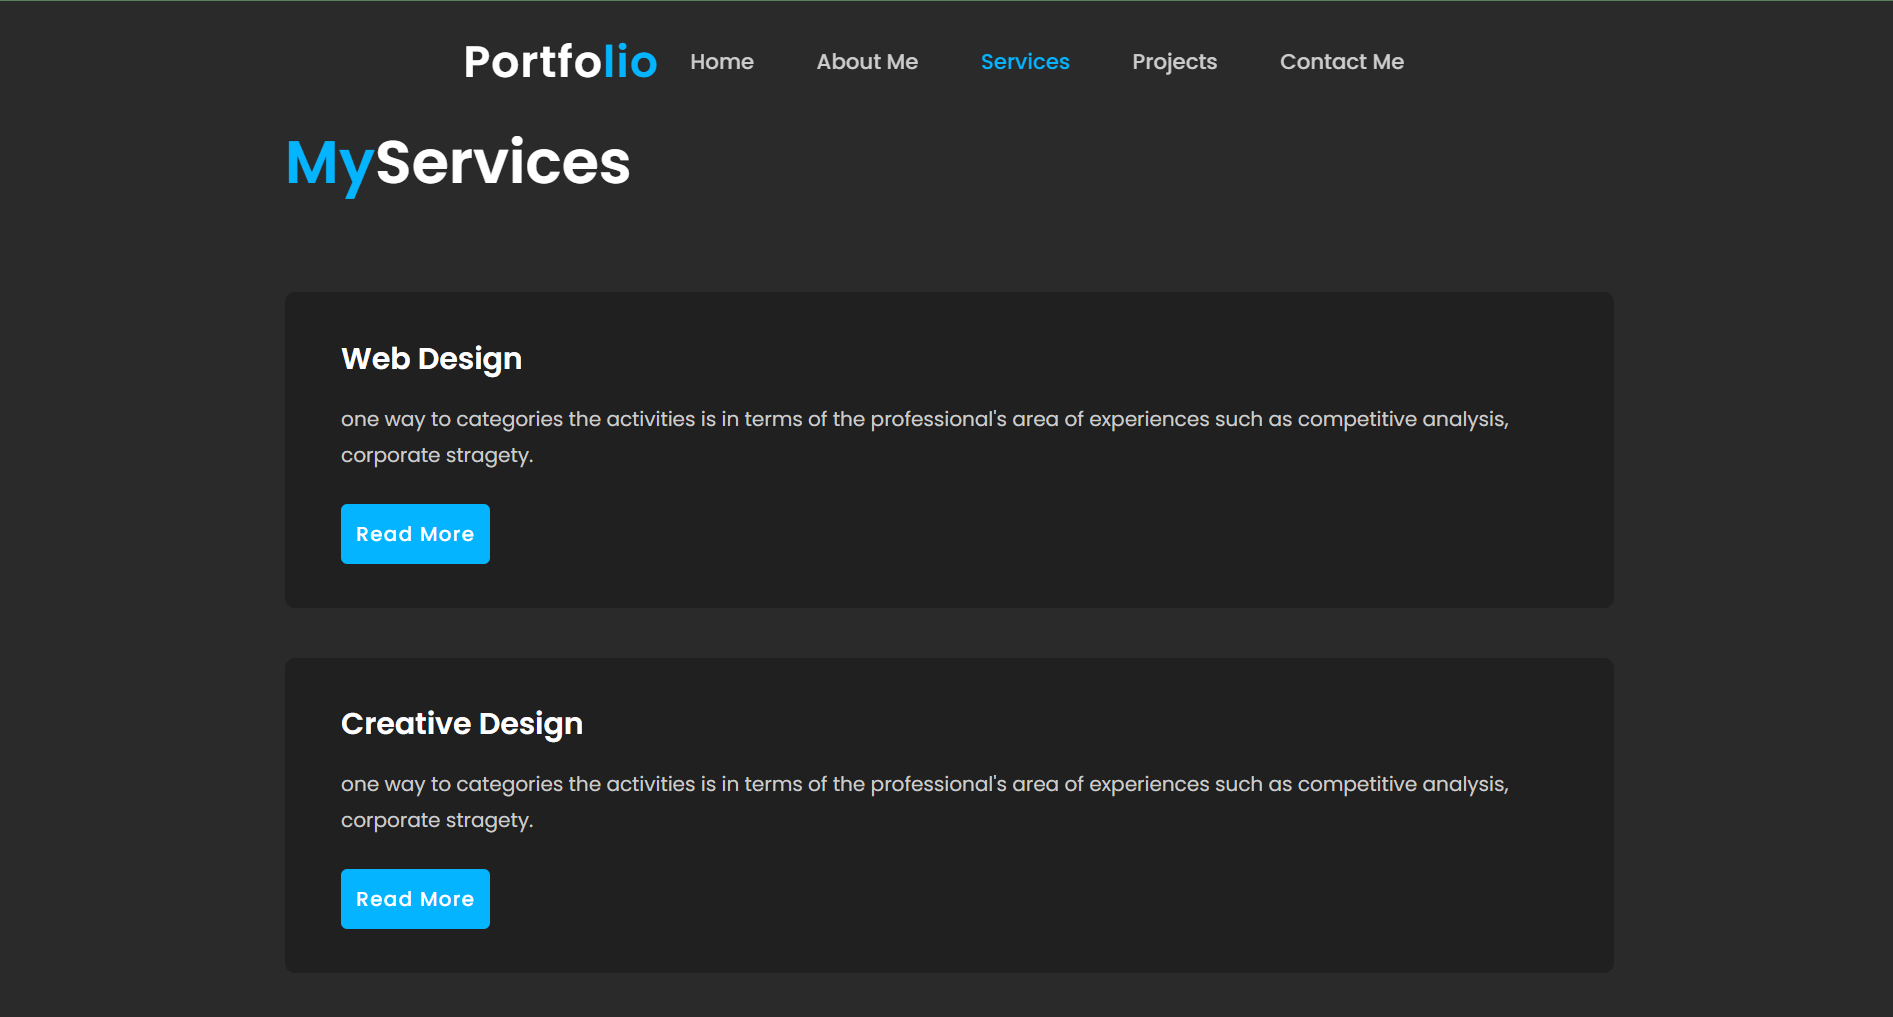 Portfolio Home About Me Services Projects Contact Me
MyServices
Web Design
one way to categories the activities is in terms of the professional's area of experiences such as competitive analysis,
corporate stragety.
Read More
Creative Design
one way to categories the activities is in terms of the professional's area of experiences such as competitive analysis,
corporate stragety.
Read More